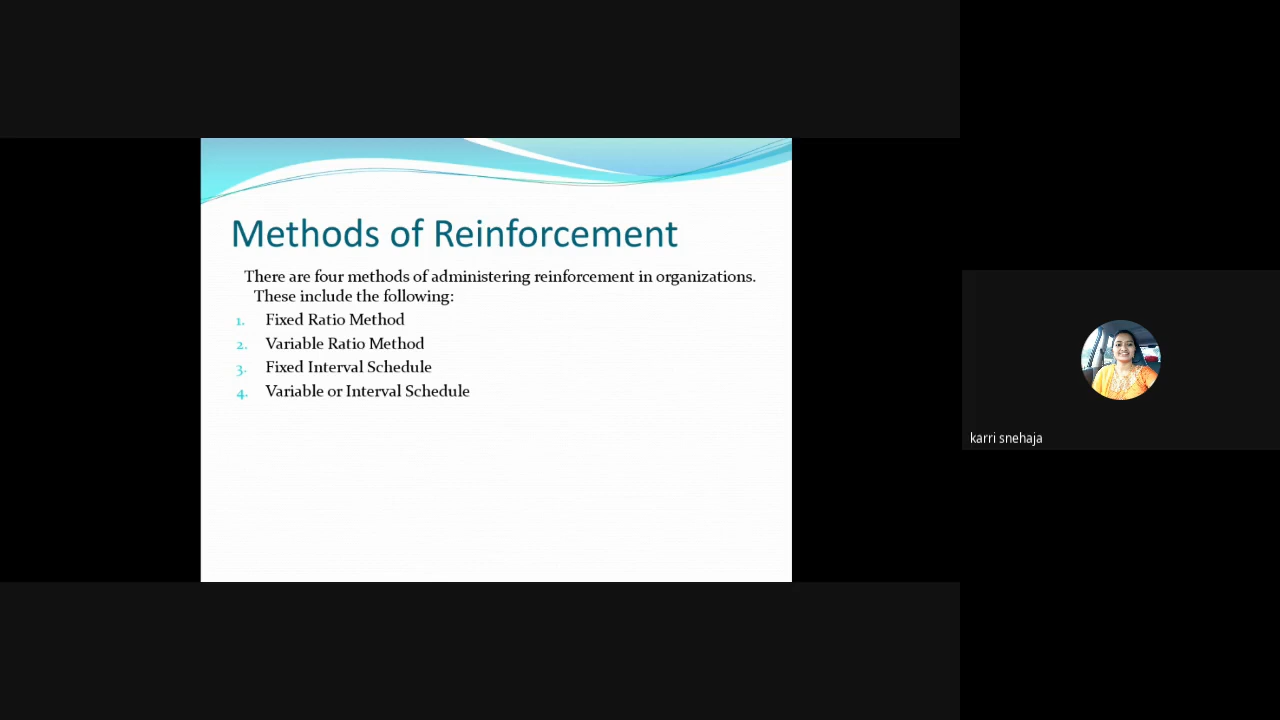 Methods of Reinforcement
There are four methods of administering reinforcement in organizations.
These include the following:
1. Fixed Ratio Method
2. Variable Ratio Method
3. Fixed Interval Schedule
4. Variable or Interval Schedule
karri snehaja